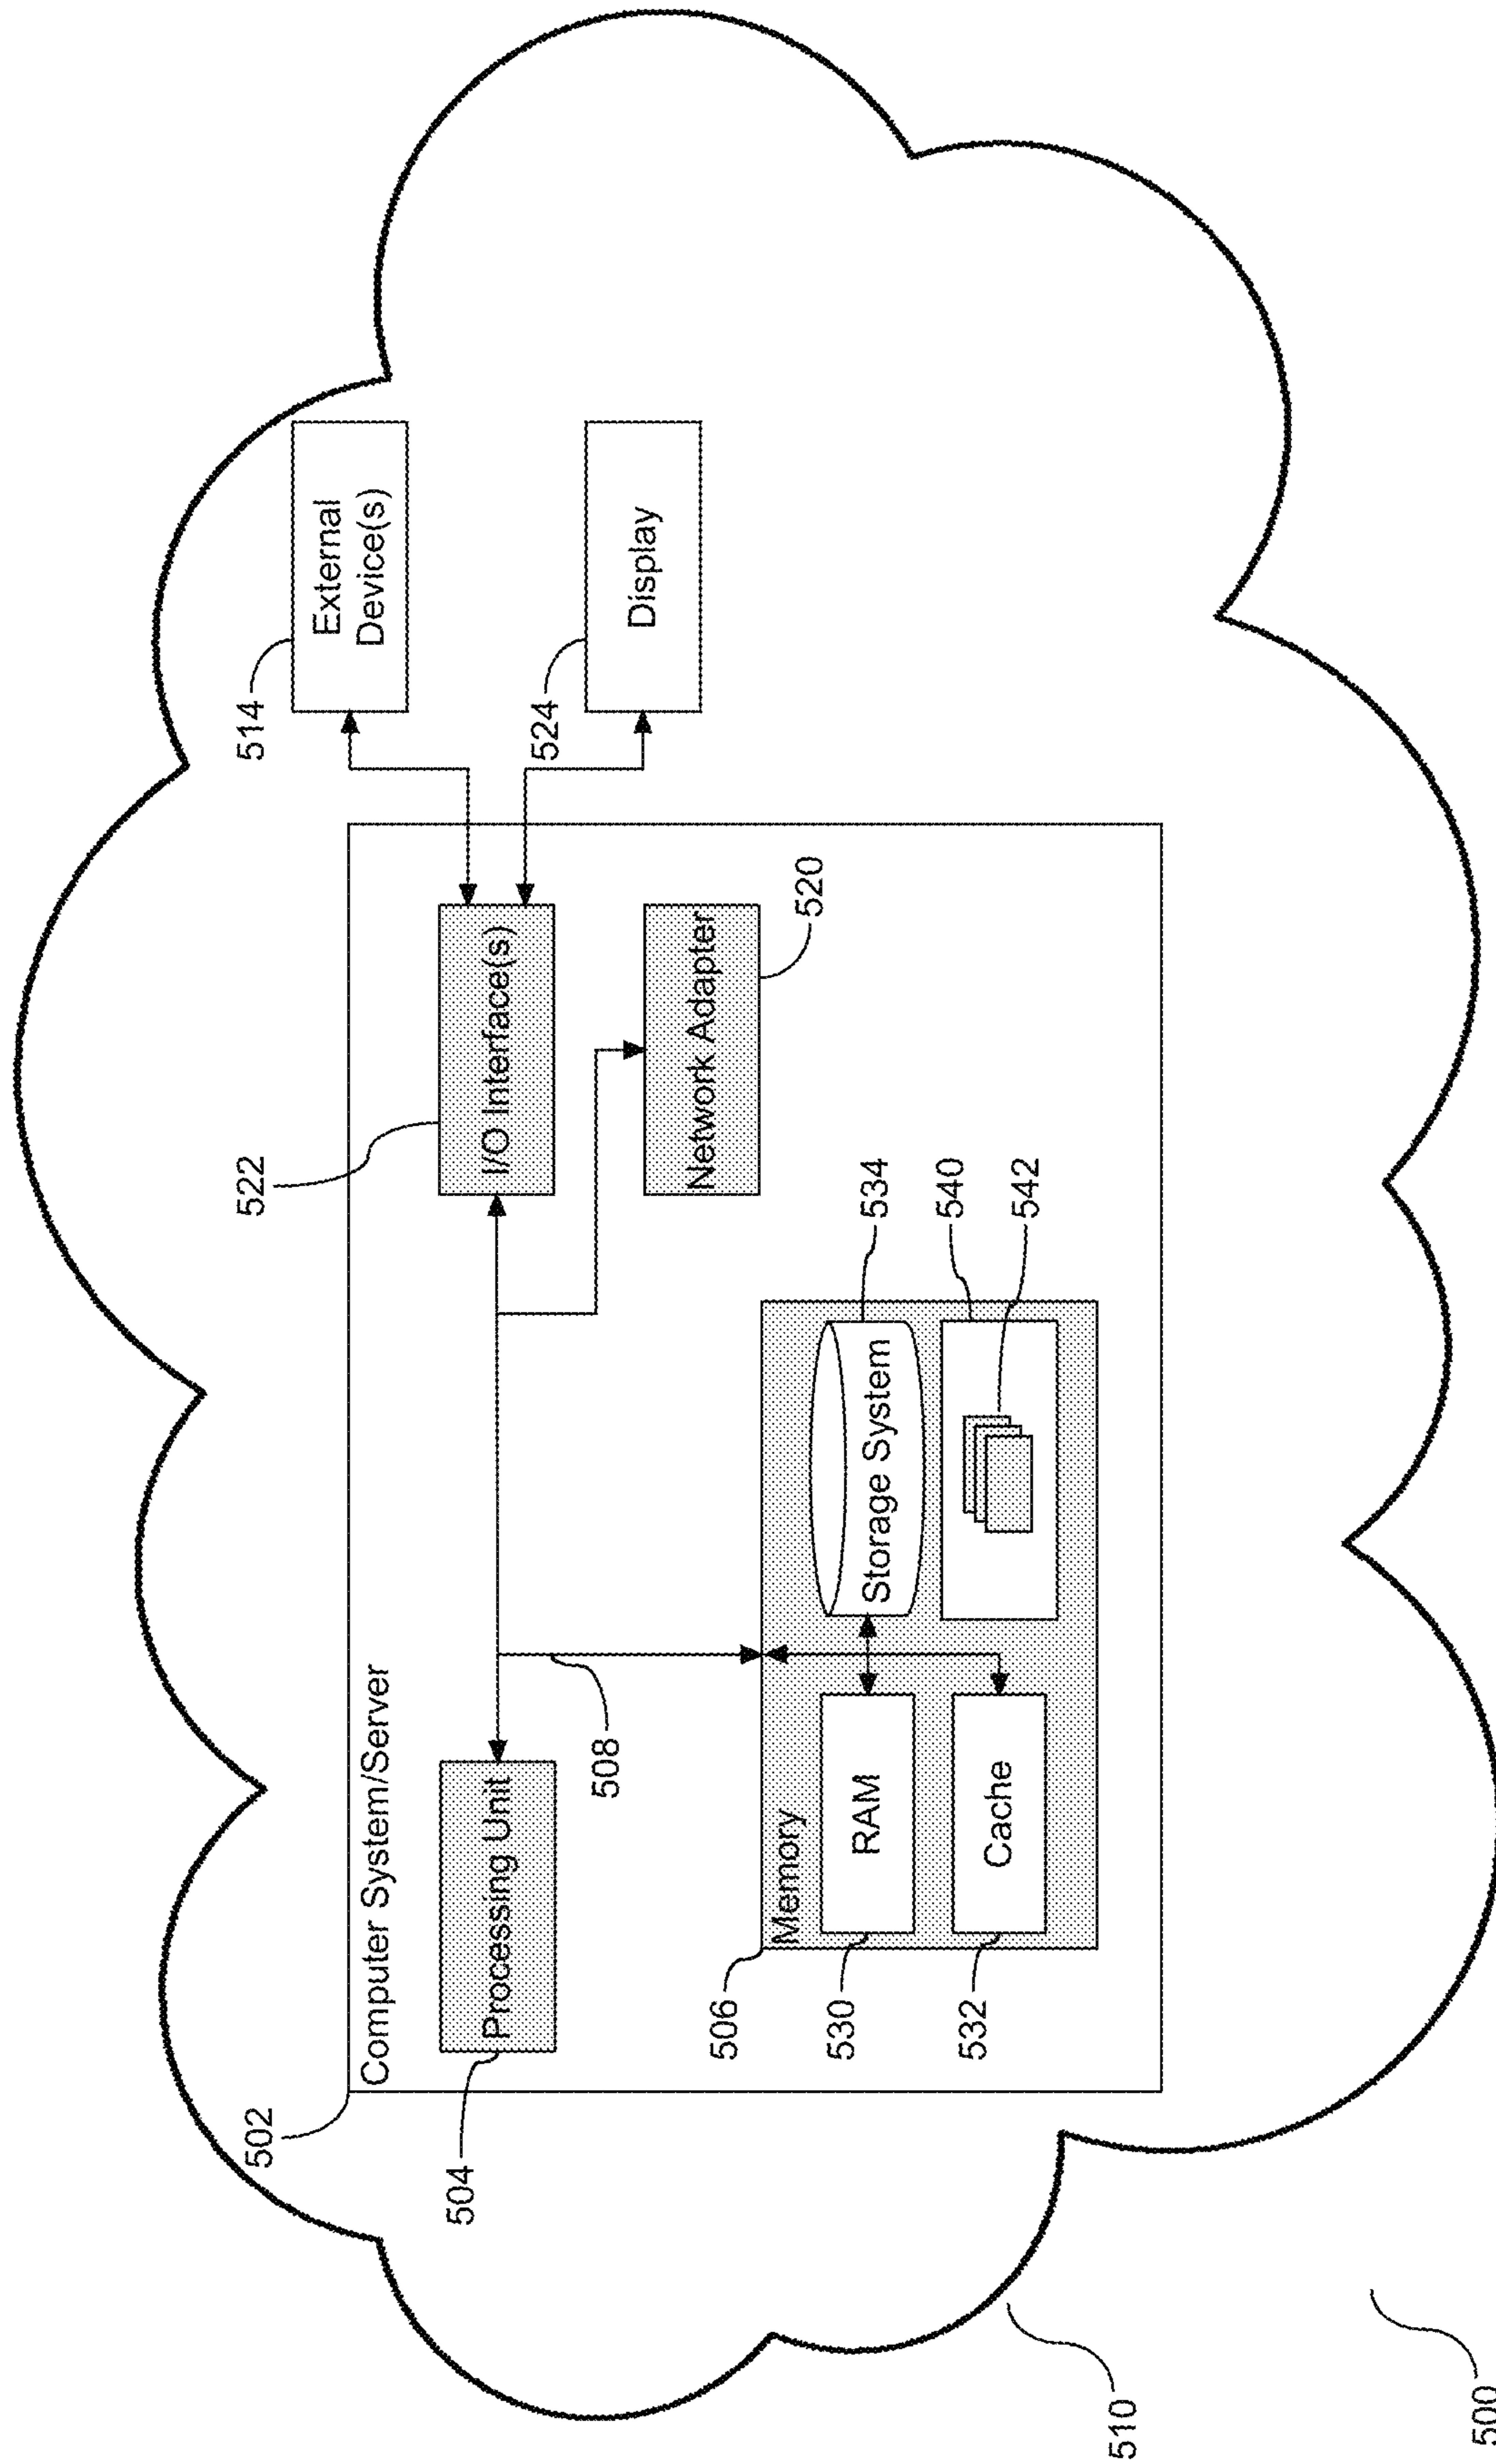 502
Computer System/Server
504
Processing Unit
508
522
I/O Interface(s)
514
External
Device(s)
524
Display
Network Adapter
520
506
Memory
530
RAM
Storage System
534
532
Cache
540
542
510
500